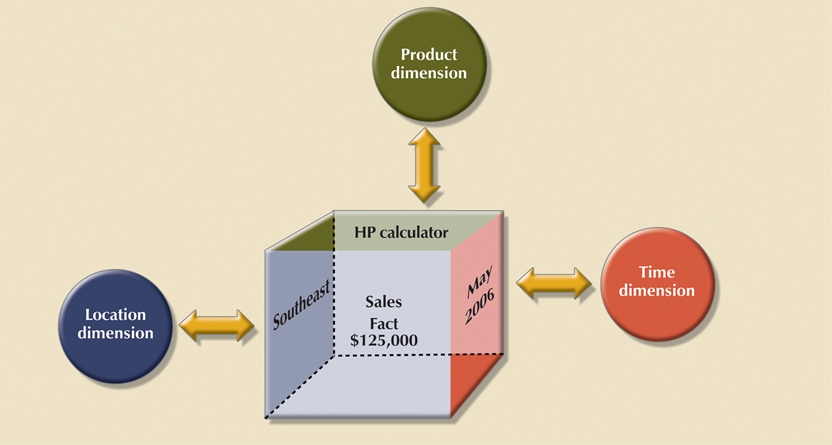 Product
dimension
HP calculator
Southeast
Sales
Fact
$125,000
May
2006
Time
dimension
Location
dimension